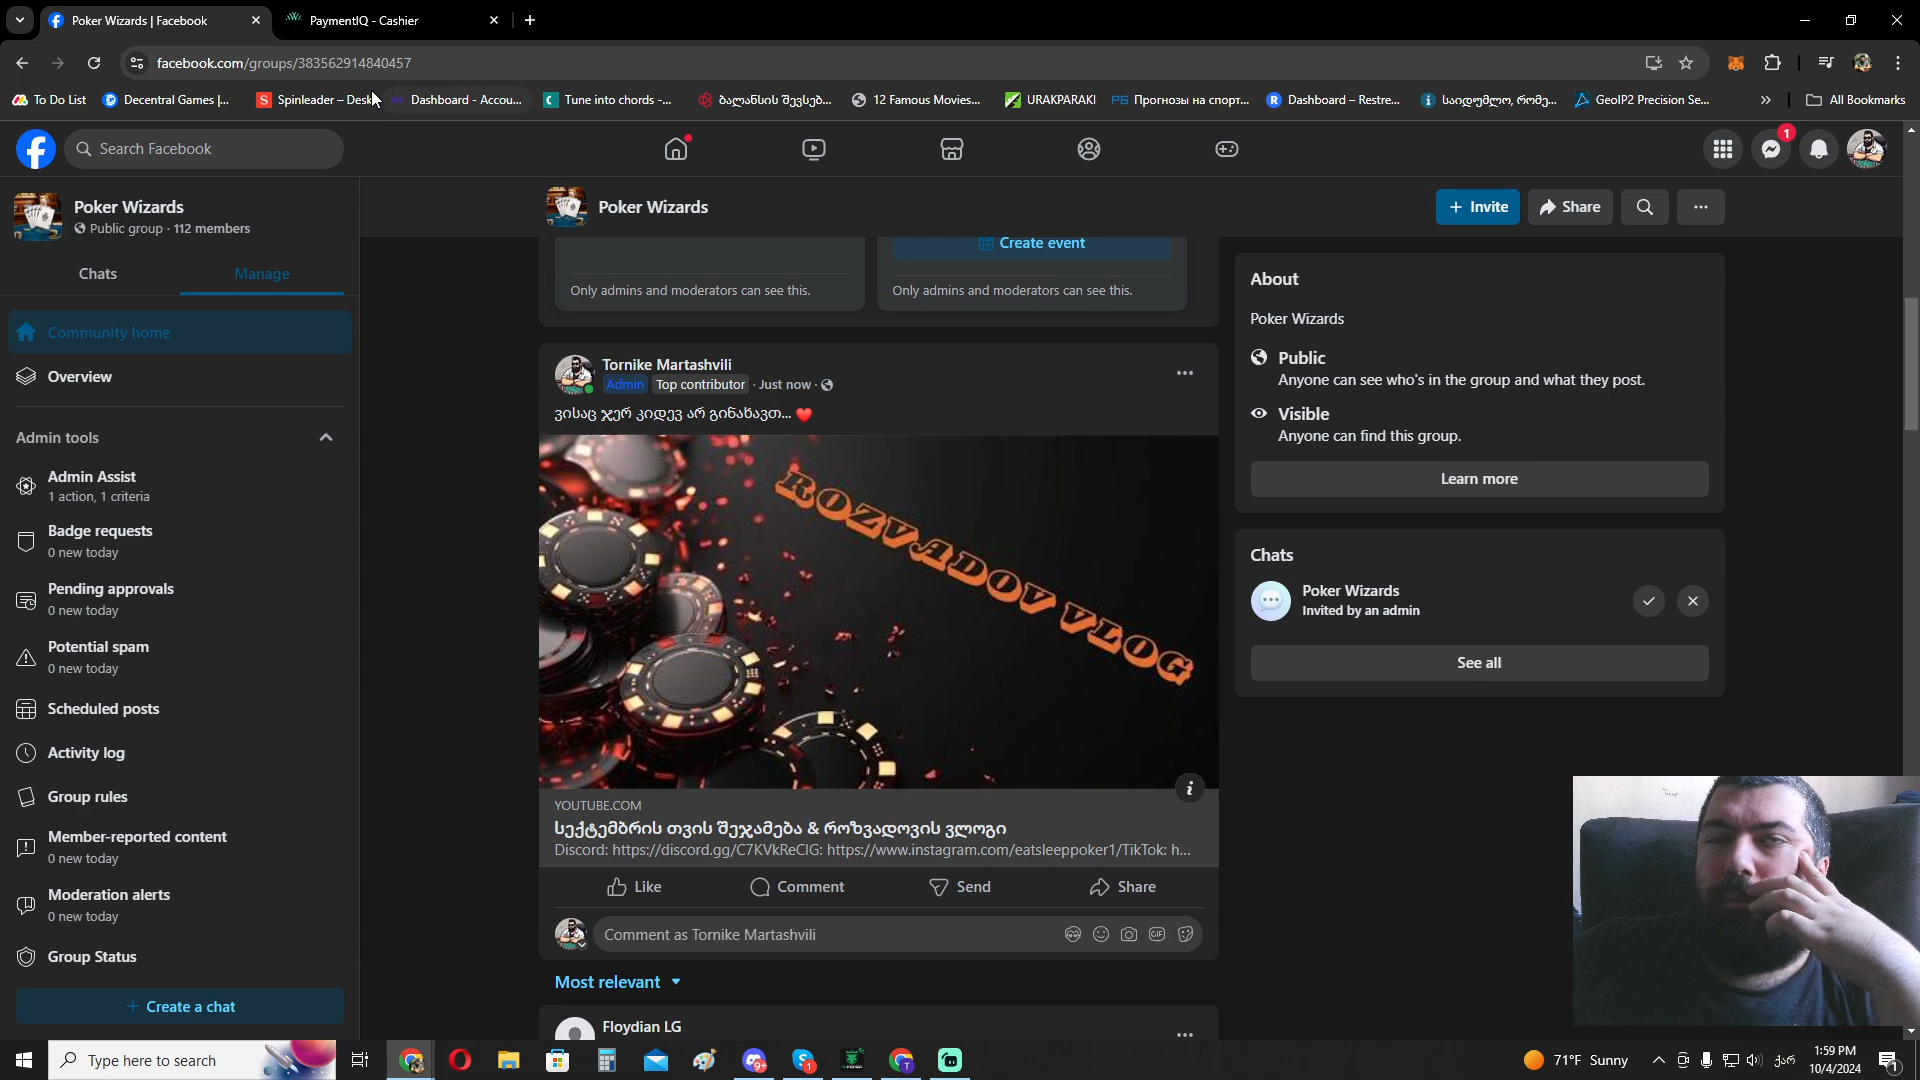 Poker Wizards | Facebook
PaymentIQ - Cashier
facebook.com/groups/383562914840457
To Do List
Decentral Games |...
Spinleader – Desk
Dashboard - Accou...
Tune into chords -...
ბალანსის შევსებ...
12 Famous Movies...
URAKPARAKI
Прогнозы на спорт...
Dashboard – Restre...
საიდუმლო, რომე...
GeoIP2 Precision Se...
All Bookmarks
Search Facebook
1
Poker Wizards
Public group · 112 members
Chats
Manage
Community home
Overview
Admin tools
Admin Assist
1 action, 1 criteria
Badge requests
0 new today
Pending approvals
0 new today
Potential spam
0 new today
Scheduled posts
Activity log
Group rules
Member-reported content
0 new today
Moderation alerts
0 new today
Group Status
+ Create a chat
Poker Wizards
+ Invite
Share
Create event
Only admins and moderators can see this.
Only admins and moderators can see this.
Tornike Martashvili
Admin Top contributor · Just now ·
ვისაც ჯერ კიდევ არ გინახავთ... ❤️
ROZVADOV VLOG
YOUTUBE.COM
სექტემბრის თვის შეჯამება & როზვადოვის ვლოგი
Discord: https://discord.gg/C7KVkReCIG: https://www.instagram.com/eatsleeppoker1/TikTok: h...
Like
Comment
Send
Share
Comment as Tornike Martashvili
GIF
Most relevant
Floydian LG
About
Poker Wizards
Public
Anyone can see who's in the group and what they post.
Visible
Anyone can find this group.
Learn more
Chats
Poker Wizards
Invited by an admin
See all
Type here to search
9+
1
71°F Sunny
ქარ
1:59 PM
10/4/2024
1